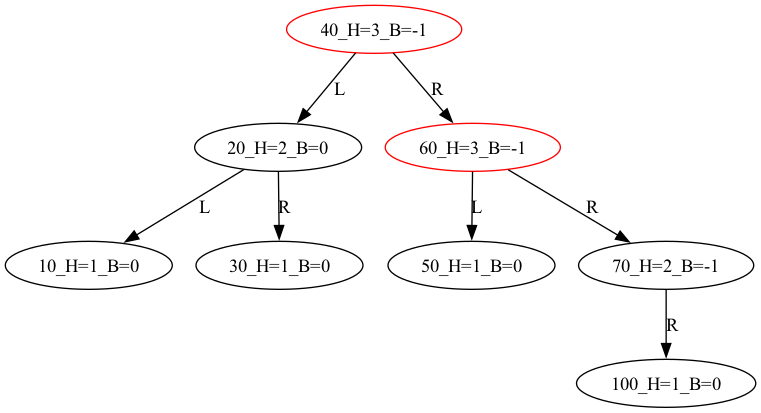 40_H=3_B=-1
L
R
20_H=2_B=0
60_H=3_B=-1
L
R
L
R
10_H=1_B=0
30_H=1_B=0
50_H=1_B=0
70_H=2_B=-1
R
100_H=1_B=0